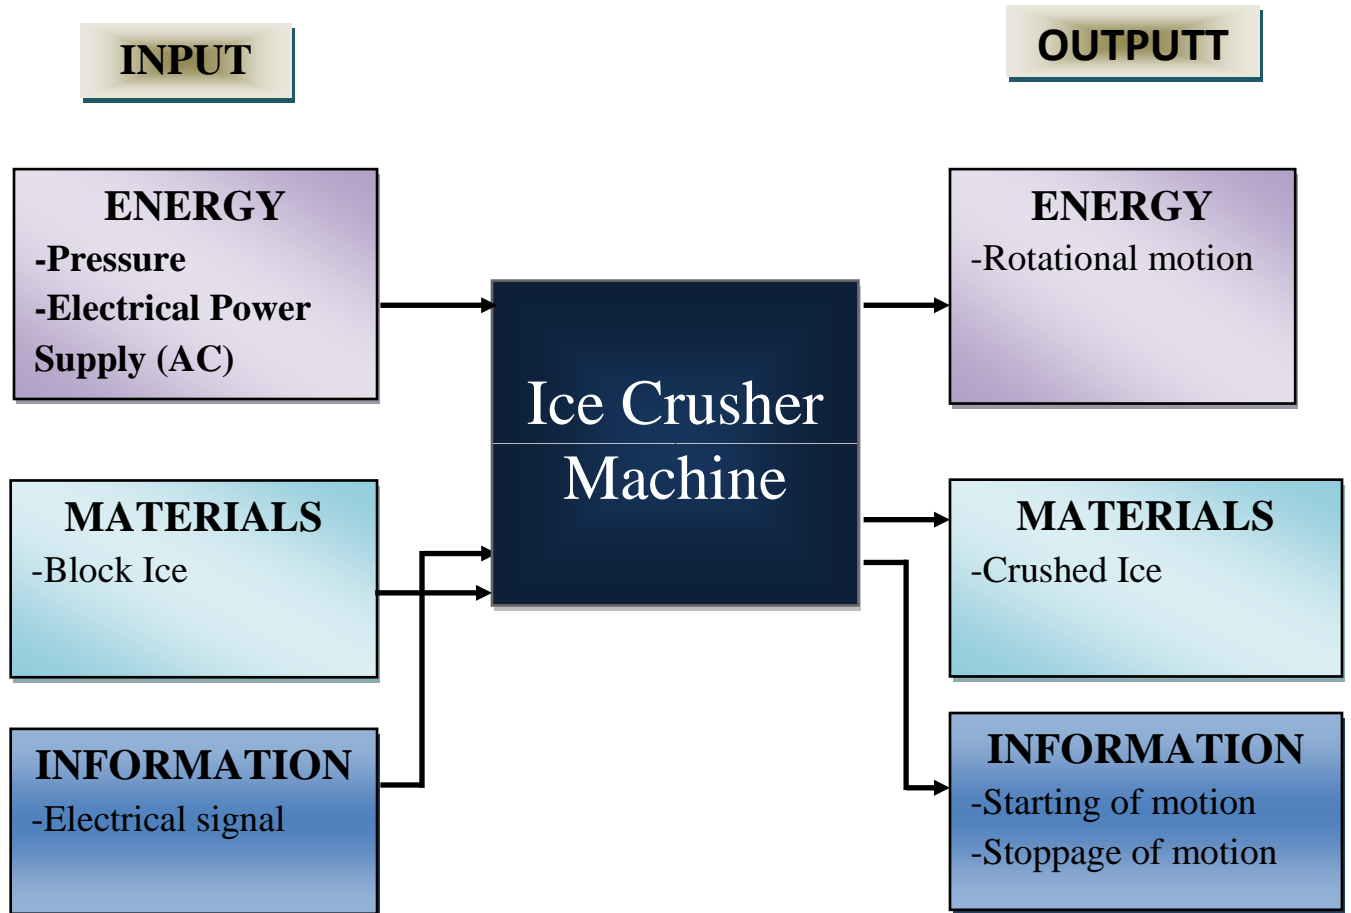 INPUT
OUTPUTT
ENERGY
-Pressure
-Electrical Power
Supply (AC)
MATERIALS
-Block Ice
INFORMATION
-Electrical signal
Ice Crusher
Machine
ENERGY
-Rotational motion
MATERIALS
-Crushed Ice
INFORMATION
-Starting of motion
-Stoppage of motion